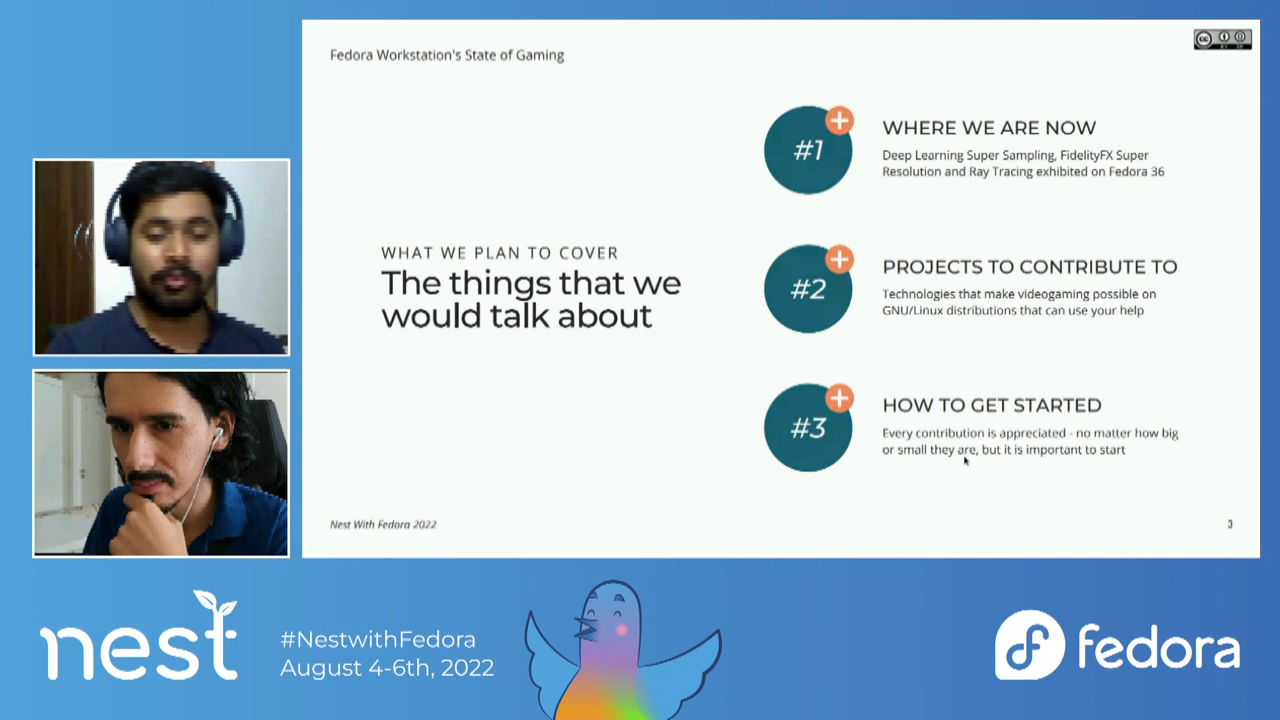 Fedora Workstation's State of Gaming
WHAT WE PLAN TO COVER
The things that we
would talk about
#1
WHERE WE ARE NOW
Deep Learning Super Sampling, FidelityFX Super
Resolution and Ray Tracing exhibited on Fedora 36
#2
PROJECTS TO CONTRIBUTE TO
Technologies that make videogaming possible on
GNU/Linux distributions that can use your help
#3
HOW TO GET STARTED
Every contribution is appreciated - no matter how big
or small they are, but it is important to start
Nest With Fedora 2022
3
nest
#NestwithFedora
August 4-6th, 2022
fedora